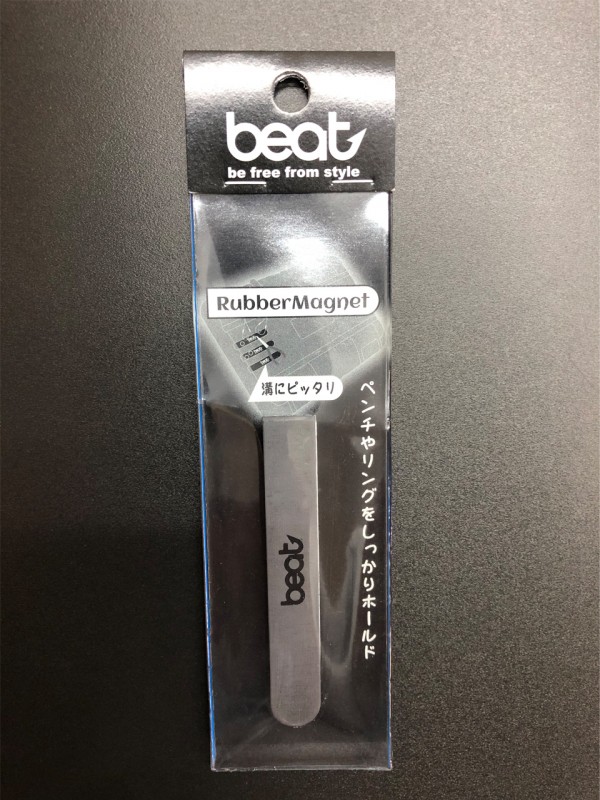 beat
be free from style
RubberMagnet
溝にピッタリ
ペンチやリングをしっかりホールド
beat